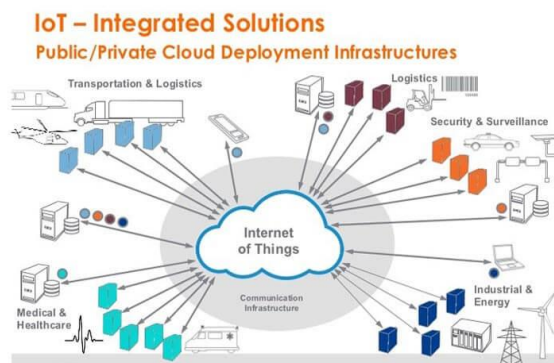 IoT – Integrated Solutions
Public/Private Cloud Deployment Infrastructures
Transportation & Logistics
Logistics
Security & Surveillance
Internet
of Things
Communication
Infrastructure
Industrial &
Energy
Medical &
Healthcare